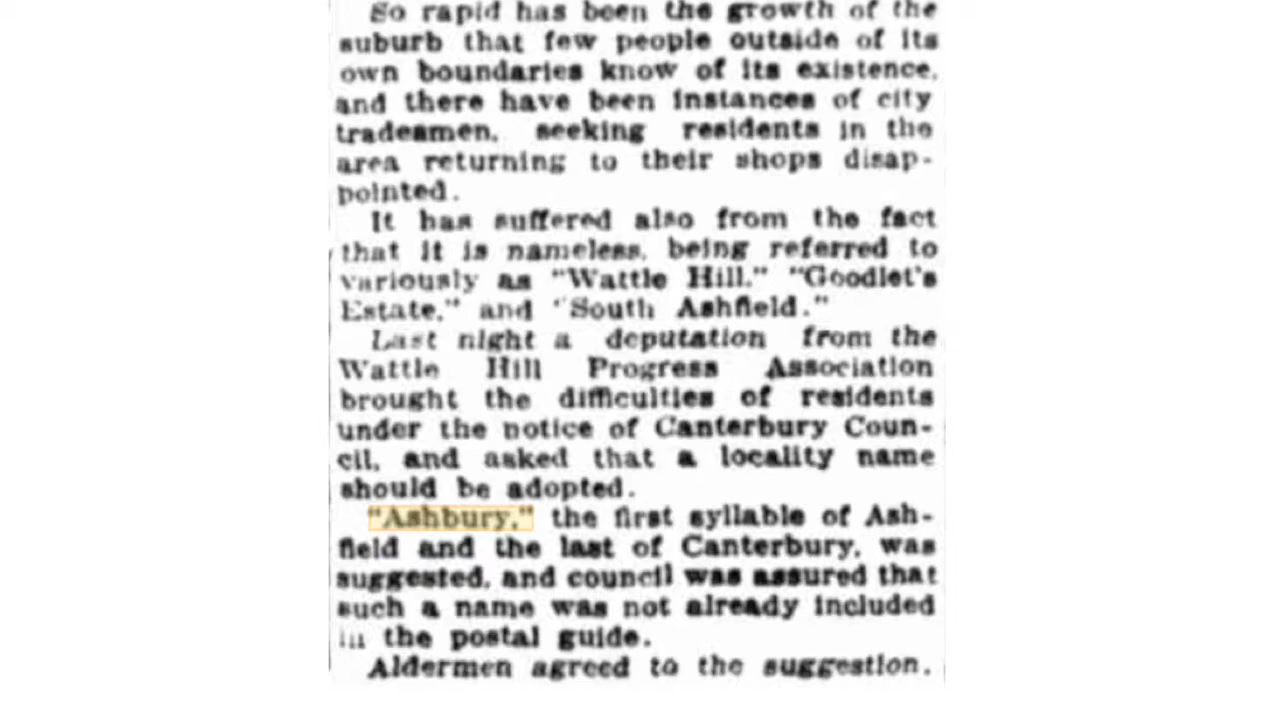 So rapid has been the growth of the
suburb that few people outside of its
own boundaries know of its existence,
and there have been instances of city
tradesmen, seeking residents in the
area returning to their shops disap-
pointed.
It has suffered also from the fact
that it is nameless, being referred to
variously as "Wattle Hill," "Goodlet's
Estate," and "South Ashfield."
Last night a deputation from the
Wattle Hill Progress Association
brought the difficulties of residents
under the notice of Canterbury Coun-
cil, and asked that a locality name
should be adopted.
"Ashbury," the first syllable of Ash-
field and the last of Canterbury, was
suggested, and council was assured that
such a name was not already included
in the postal guide.
Aldermen agreed to the suggestion.